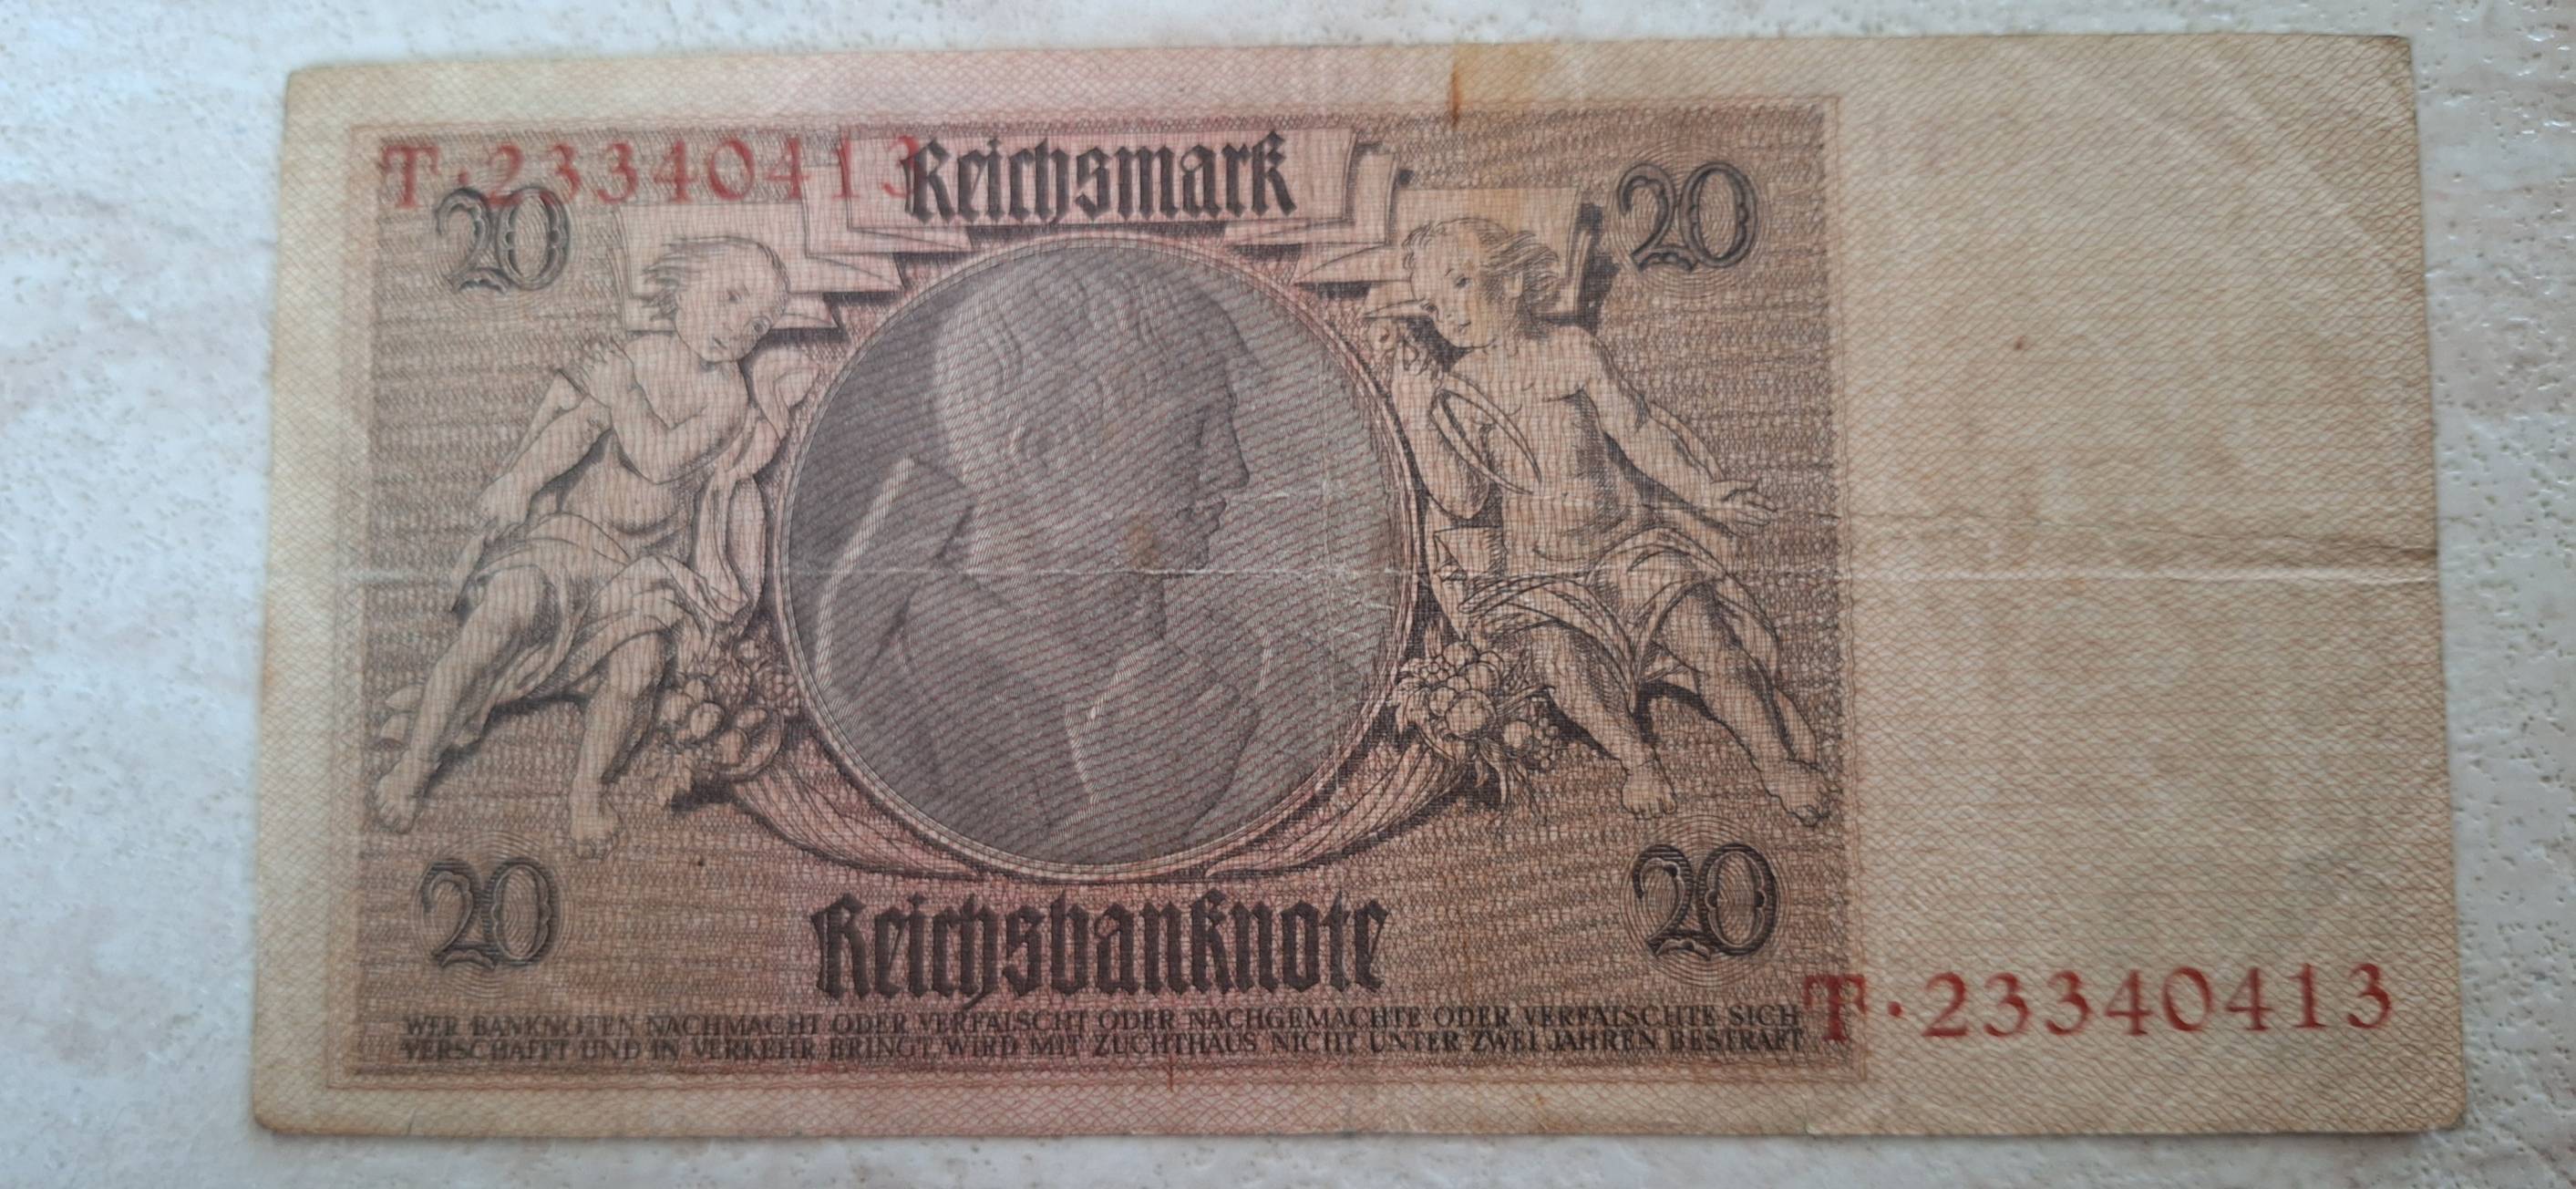 T·23340413
Reichsmark
20
20
20
20
Reichsbanknote
WER BANKNOTEN NACHMACHT ODER VERFÄLSCHT ODER NACHGEMACHTE ODER VERFÄLSCHTE SICH
VERSCHAFFT UND IN VERKEHR BRINGT, WIRD MIT ZUCHTHAUS NICHT UNTER ZWEI JAHREN BESTRAFT
T·23340413